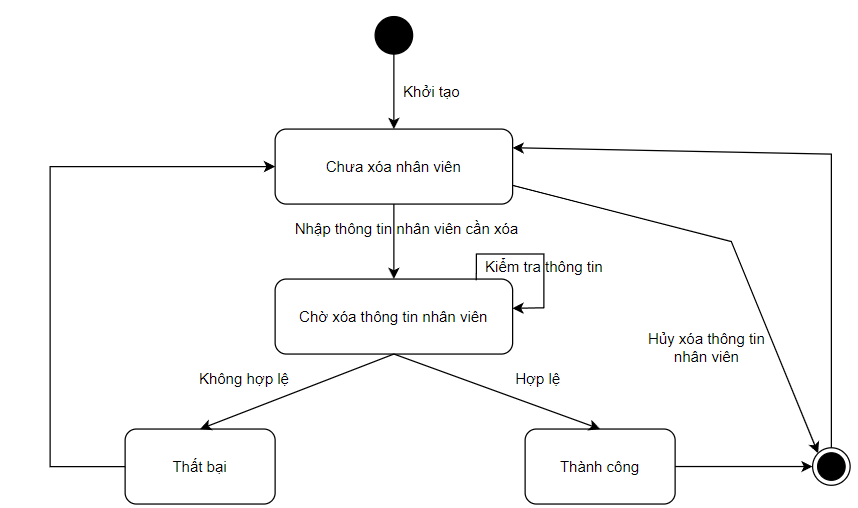 Khởi tạo
Chưa xóa nhân viên
Nhập thông tin nhân viên cần xóa
Kiểm tra thông tin
Chờ xóa thông tin nhân viên
Hủy xóa thông tin
nhân viên
Không hợp lệ
Hợp lệ
Thất bại
Thành công